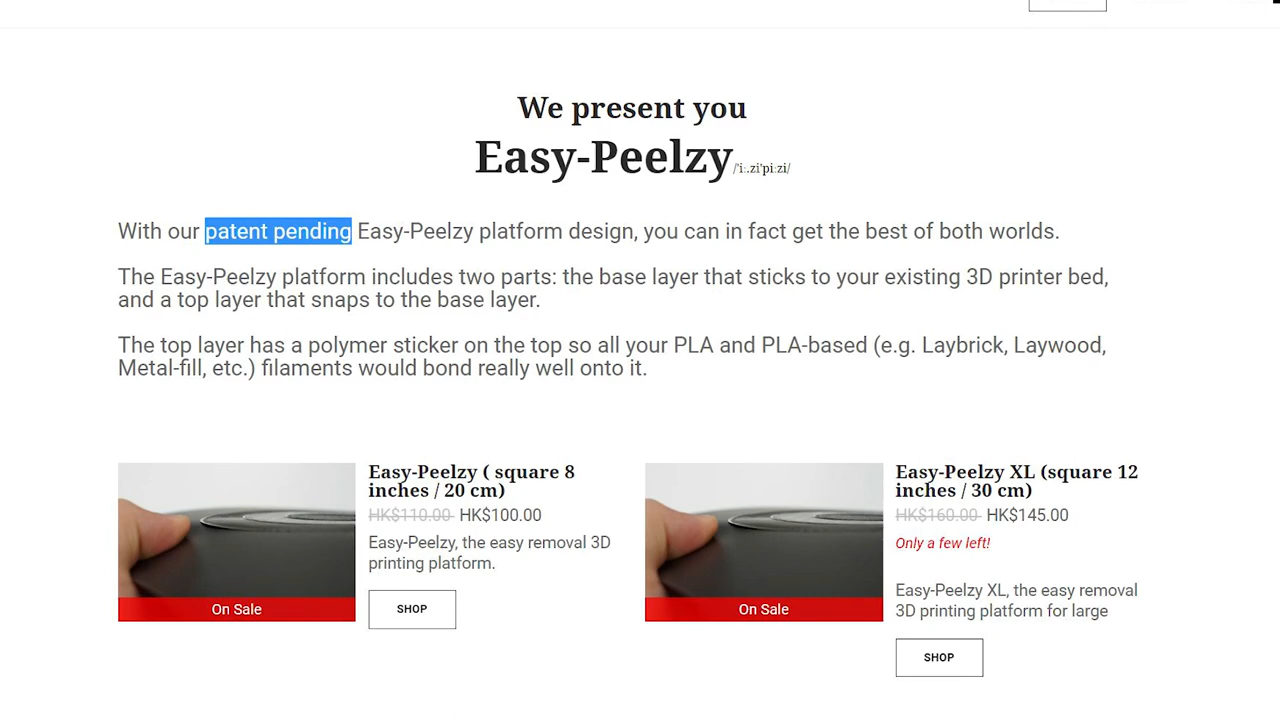 We present you
Easy-Peelzy/'i:.zi'pi:zi/
With our patent pending Easy-Peelzy platform design, you can in fact get the best of both worlds.
The Easy-Peelzy platform includes two parts: the base layer that sticks to your existing 3D printer bed,
and a top layer that snaps to the base layer.
The top layer has a polymer sticker on the top so all your PLA and PLA-based (e.g. Laybrick, Laywood,
Metal-fill, etc.) filaments would bond really well onto it.
Easy-Peelzy ( square 8
inches / 20 cm)
HK$110.00 HK$100.00
Easy-Peelzy, the easy removal 3D
printing platform.
On Sale
SHOP
Easy-Peelzy XL (square 12
inches / 30 cm)
HK$160.00 HK$145.00
Only a few left!
Easy-Peelzy XL, the easy removal
3D printing platform for large
On Sale
SHOP